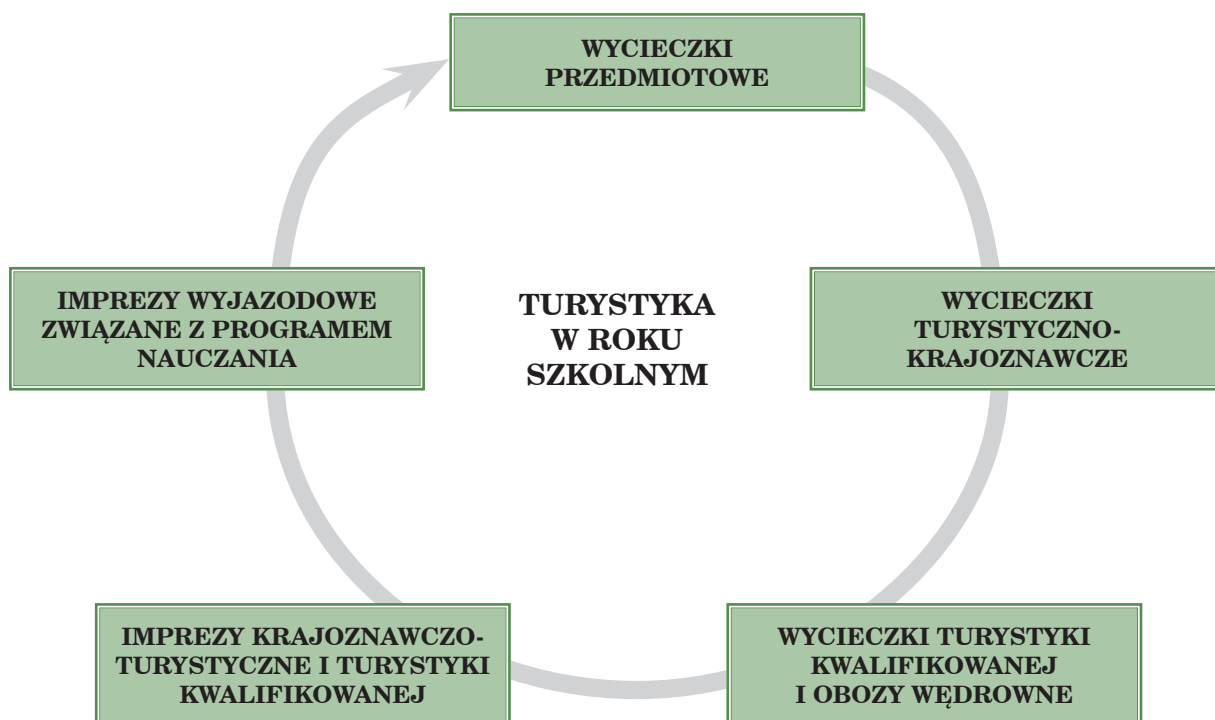 WYCIECZKI
PRZEDMIOTOWE
IMPREZY WYJAZDOWE
ZWIĄZANE Z PROGRAMEM
NAUCZANIA
TURYSTYKA
W ROKU
SZKOLNYM
WYCIECZKI
TURYSTYCZNO-
KRAJOZNAWCZE
IMPREZY KRAJOZNAWCZO-
TURYSTYCZNE I TURYSTYKI
KWALIFIKOWANEJ
WYCIECZKI TURYSTYKI
KWALIFIKOWANEJ
I OBOZY WĘDROWNE